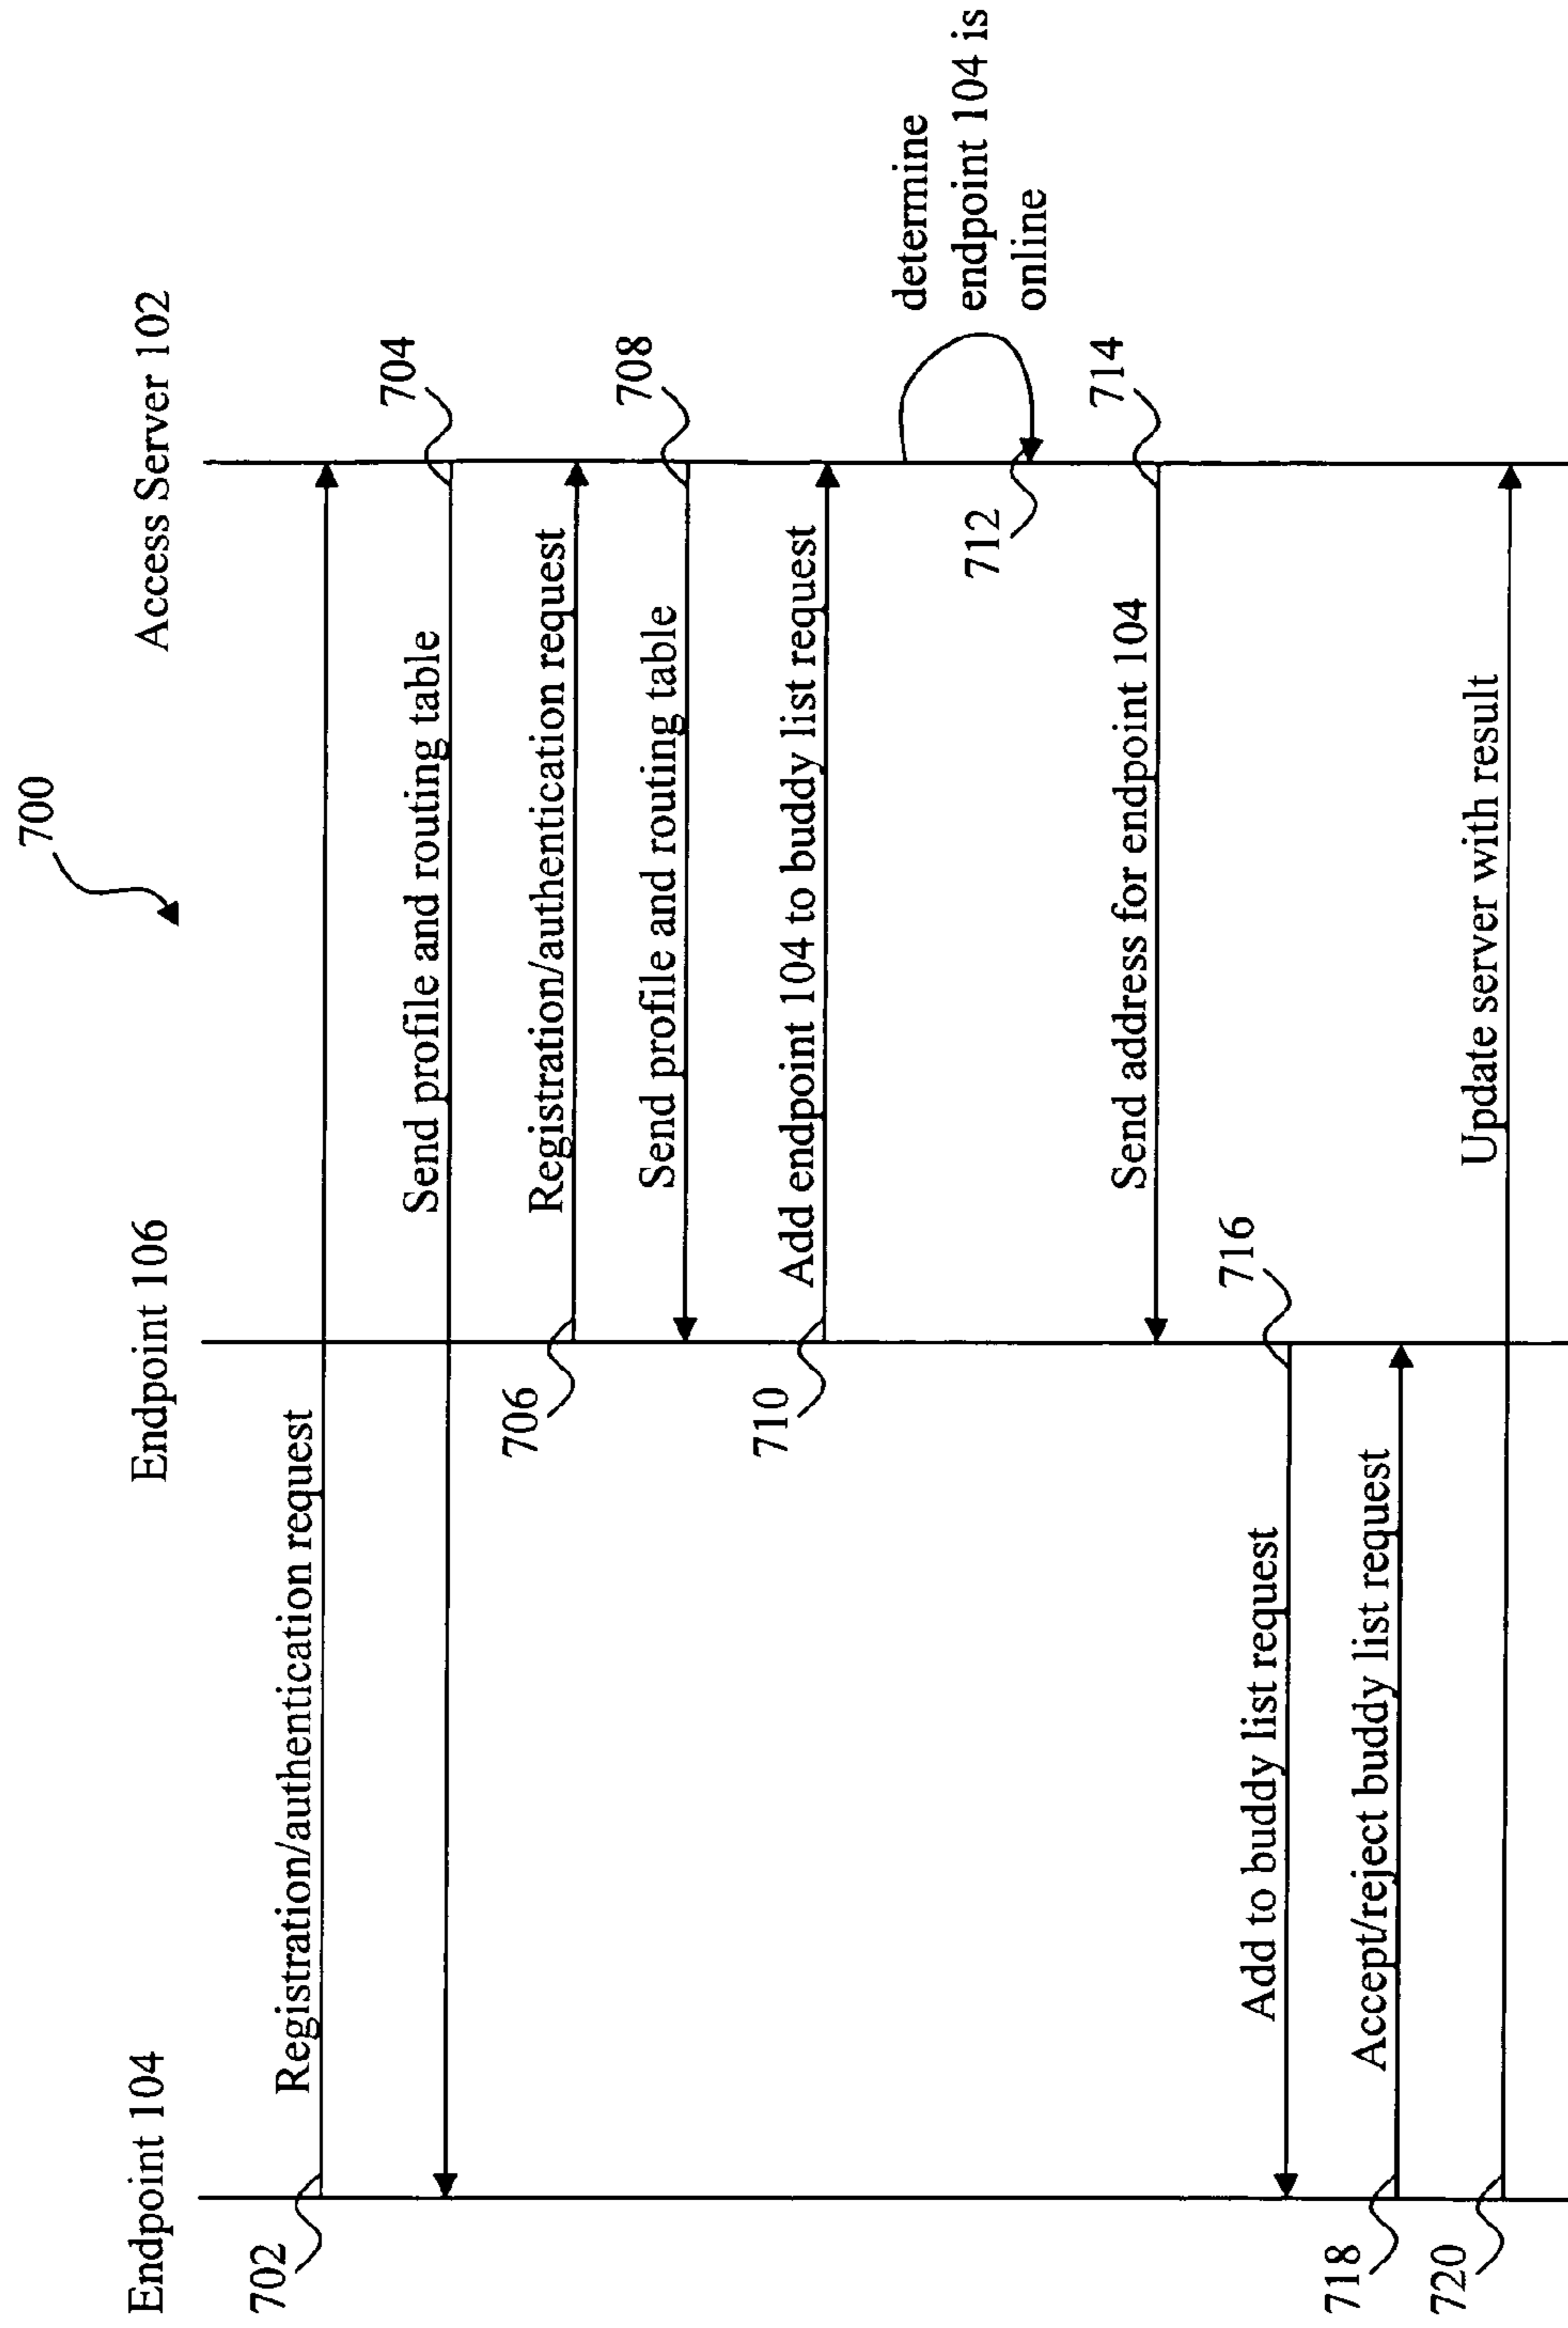 700
Endpoint 104
Endpoint 106
Access Server 102
702
Registration/authentication request
704
Send profile and routing table
706
Registration/authentication request
708
Send profile and routing table
710
Add endpoint 104 to buddy list request
712
determine
endpoint 104 is
online
714
Send address for endpoint 104
716
Add to buddy list request
718
Accept/reject buddy list request
720
Update server with result